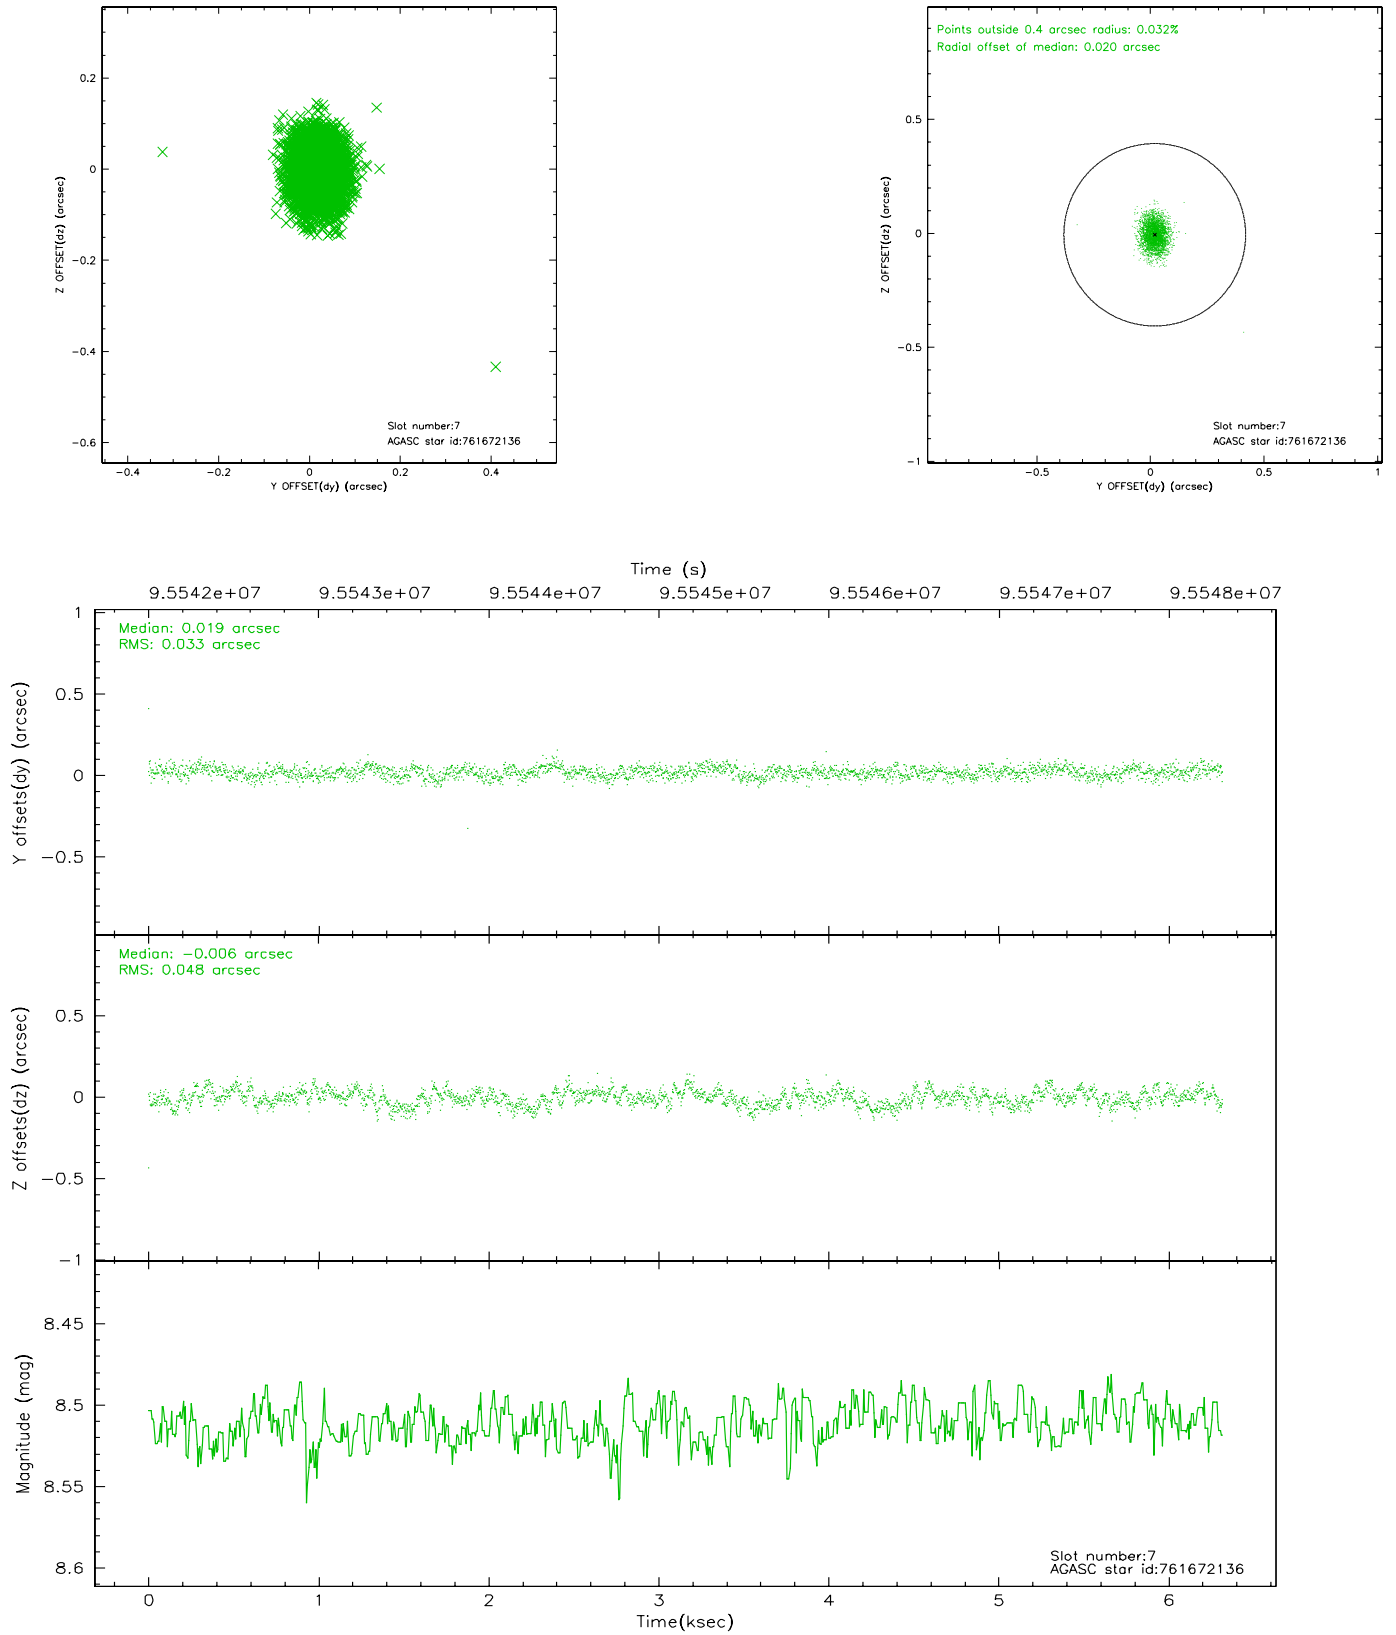 0.2
0
−0.2
−0.4
−0.6
Z OFFSET(dz) (arcsec)
Slot number:7
AGASC star id:761672136
−0.4 −0.2 0 0.2 0.4
Y OFFSET(dy) (arcsec)
Points outside 0.4 arcsec radius: 0.032%
Radial offset of median: 0.020 arcsec
0.5
0
−0.5
−1
Z OFFSET(dz) (arcsec)
Slot number:7
AGASC star id:761672136
−0.5 0 0.5 1
Y OFFSET(dy) (arcsec)
Time (s)
9.5542e+07 9.5543e+07 9.5544e+07 9.5545e+07 9.5546e+07 9.5547e+07 9.5548e+07
Median: 0.019 arcsec
RMS: 0.033 arcsec
1
0.5
0
−0.5
Y offsets(dy) (arcsec)
Median: −0.006 arcsec
RMS: 0.048 arcsec
0.5
0
−0.5
−1
Z offsets(dz) (arcsec)
8.45
8.5
8.55
8.6
Magnitude (mag)
Slot number:7
AGASC star id:761672136
0 1 2 3 4 5 6
Time(ksec)